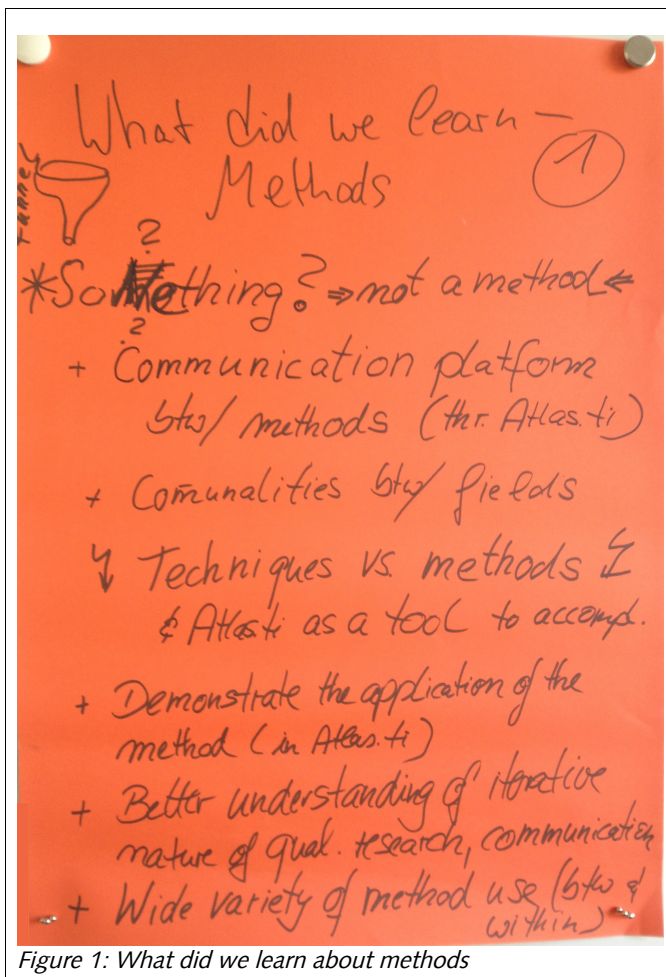 What did we learn –
Methods
1
funnel
?
*SoMething? ⇒ not a method ⇐
?
+ Communication platform
btw/ methods (thr. Atlas.ti)
+ Comunalities btw/ fields
↯ Techniques vs. methods ↯
& Atlas.ti as a tool to accompl.
+ Demonstrate the application of the
method (in Atlas.ti)
+ Better understanding of iterative
nature of qual. research, communication
+ Wide variety of method use (btw &
within)
Figure 1: What did we learn about methods